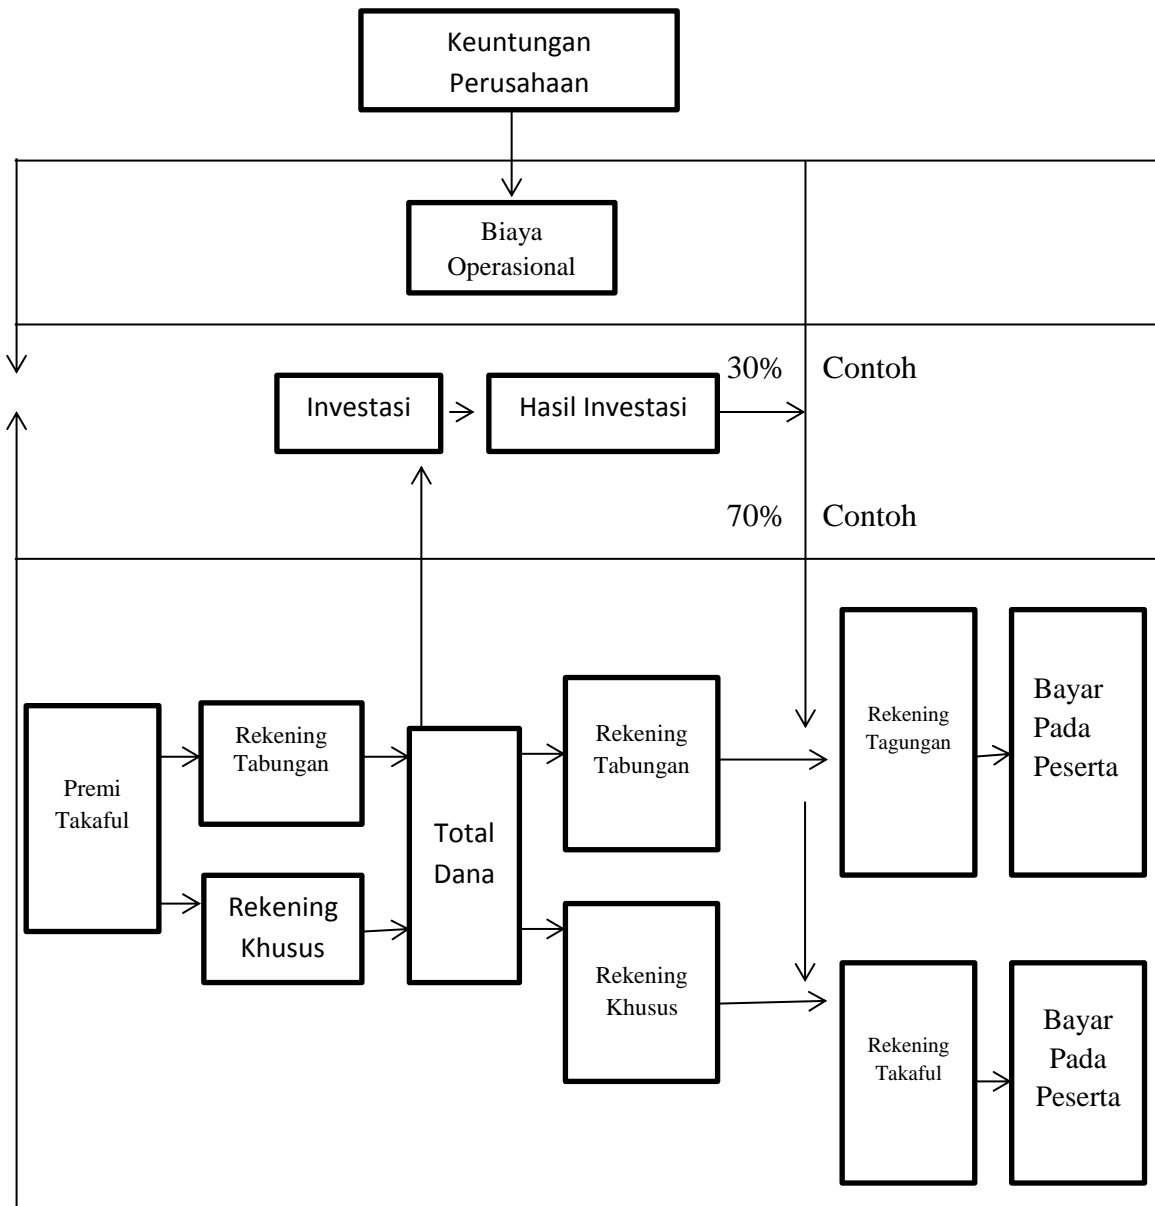 Keuntungan
Perusahaan
Biaya
Operasional
30% Contoh
Investasi
Hasil Investasi
70% Contoh
Premi
Takaful
Rekening
Tabungan
Rekening
Khusus
Total
Dana
Rekening
Tabungan
Rekening
Khusus
Rekening
Tagungan
Bayar
Pada
Peserta
Rekening
Takaful
Bayar
Pada
Peserta